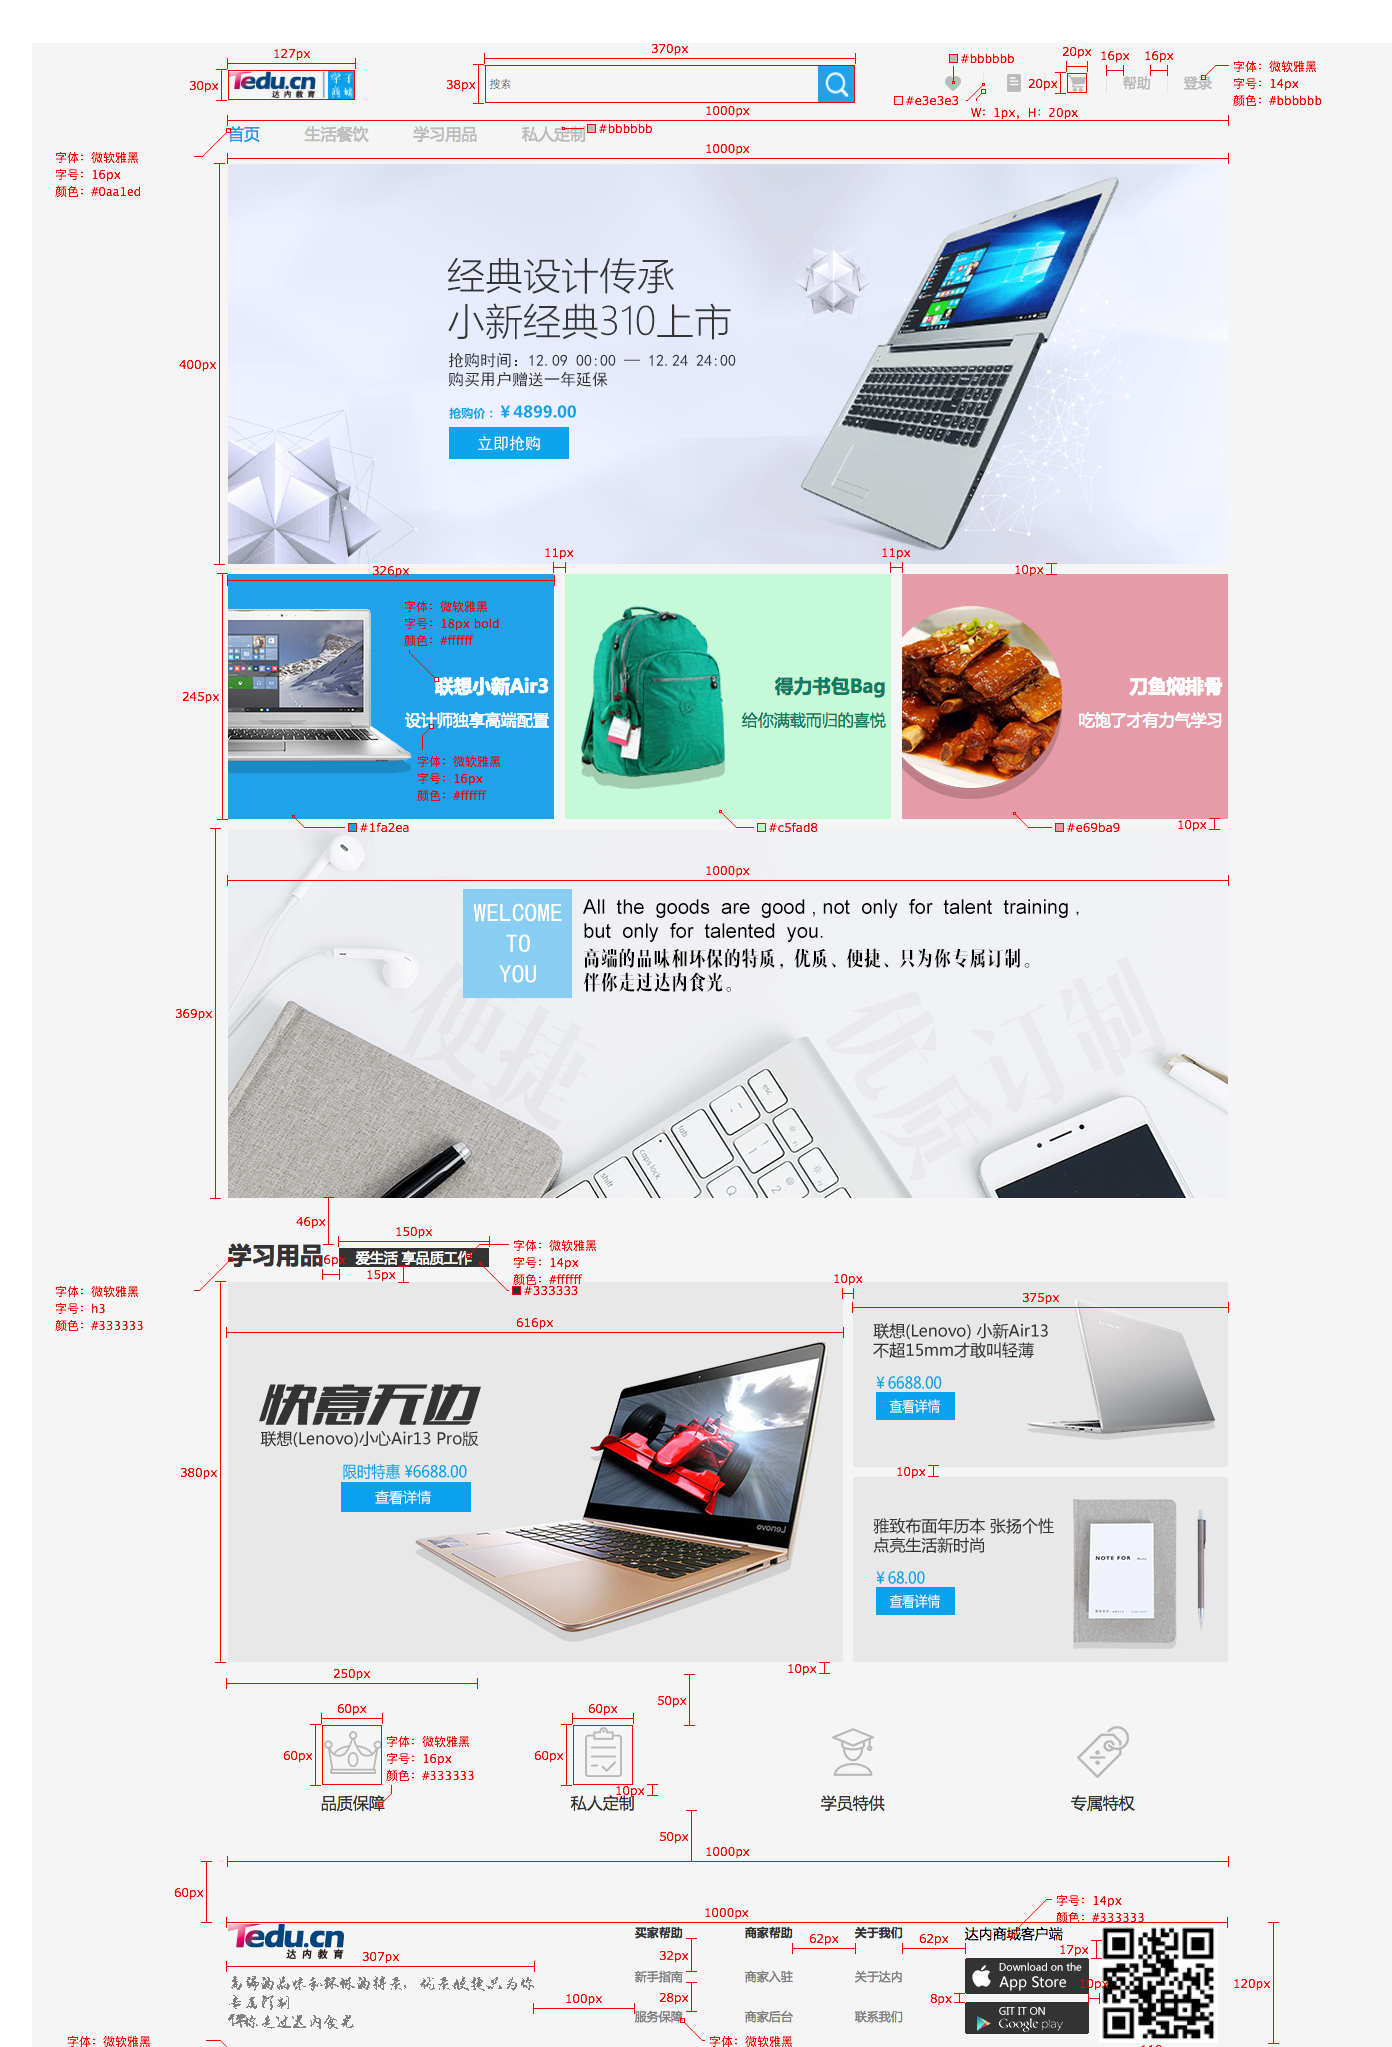 127px
370px
30px
Tedu.cn
达内教育
学子
商城
38px
搜索
#bbbbbb
20px
16px
16px
20px
帮助
登录
#e3e3e3
W: 1px, H: 20px
字体: 微软雅黑
字号: 14px
颜色: #bbbbbb
1000px
首页
生活餐饮
学习用品
私人定制
#bbbbbb
1000px
字体: 微软雅黑
字号: 16px
颜色: #0aa1ed
400px
经典设计传承
小新经典310上市
抢购时间: 12.09 00:00 — 12.24 24:00
购买用户赠送一年延保
抢购价: ¥4899.00
立即抢购
11px
11px
10px
326px
字体: 微软雅黑
字号: 18px bold
颜色: #ffffff
245px
联想小新Air3
设计师独享高端配置
字体: 微软雅黑
字号: 16px
颜色: #ffffff
得力书包Bag
给你满载而归的喜悦
刀鱼焖排骨
吃饱了才有力气学习
#1fa2ea
#c5fad8
#e69ba9
10px
1000px
WELCOME
TO
YOU
All the goods are good , not only for talent training ,
but only for talented you.
高端的品味和环保的特质, 优质、便捷、只为你专属订制。
伴你走过达内食光。
便捷
优质
订制
esc
tab
caps lock
shift
Q
2
369px
46px
150px
学习用品
16px
爱生活 享品质工作
15px
字体: 微软雅黑
字号: 14px
颜色: #ffffff
#333333
字体: 微软雅黑
字号: h3
颜色: #333333
10px
375px
616px
380px
快意无边
联想(Lenovo)小心Air13 Pro版
限时特惠 ¥6688.00
查看详情
Lenovo
联想(Lenovo) 小新Air13
不超15mm才敢叫轻薄
¥6688.00
查看详情
10px
雅致布面年历本 张扬个性
点亮生活新时尚
¥68.00
查看详情
NOTE FOR
10px
250px
50px
60px
60px
60px
60px
字体: 微软雅黑
字号: 16px
颜色: #333333
10px
品质保障
私人定制
学员特供
专属特权
50px
1000px
60px
1000px
Tedu.cn
达内教育
307px
高端的品味和环保的特质, 优质便捷只为你
专属订制
伴你走过达内食光
100px
买家帮助
32px
新手指南
28px
服务保障
商家帮助
商家入驻
商家后台
62px
关于我们
关于达内
联系我们
62px
字号: 14px
颜色: #333333
达内商城客户端
17px
Download on the
App Store
10px
8px
GIT IT ON
Google play
120px
字体: 微软雅黑
字体: 微软雅黑